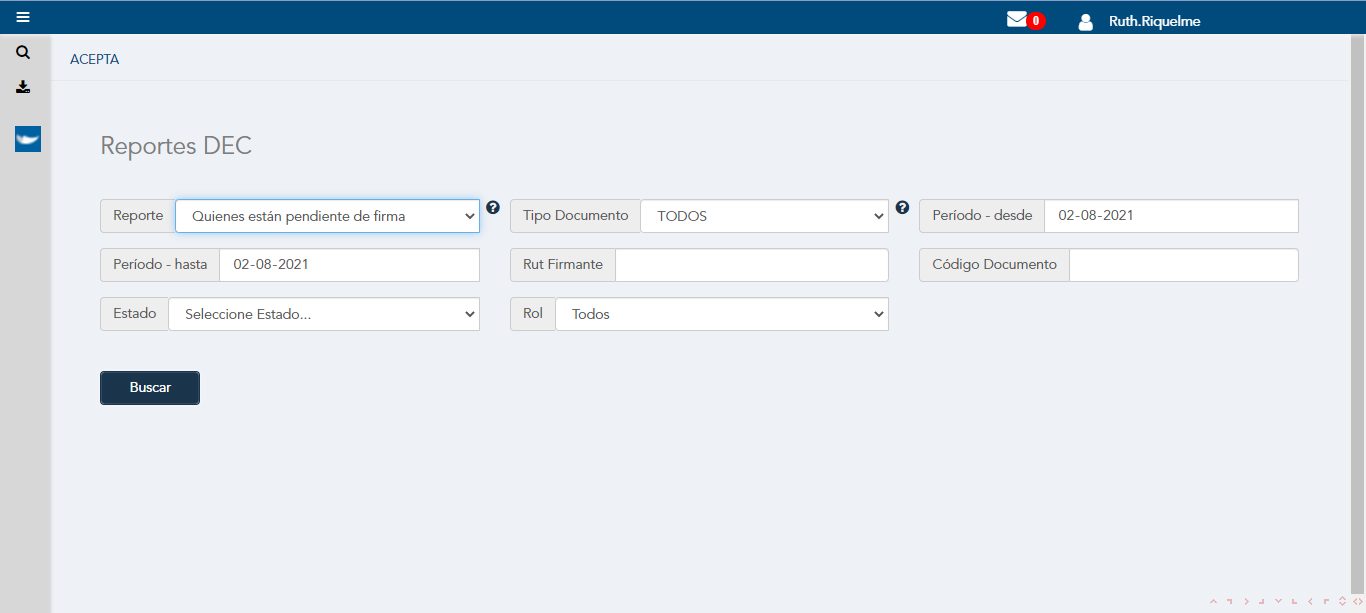 0 Ruth.Riquelme
ACEPTA
Reportes DEC
Reporte Quienes están pendiente de firma Tipo Documento TODOS Período - desde 02-08-2021
Período - hasta 02-08-2021 Rut Firmante Código Documento
Estado Seleccione Estado... Rol Todos
Buscar